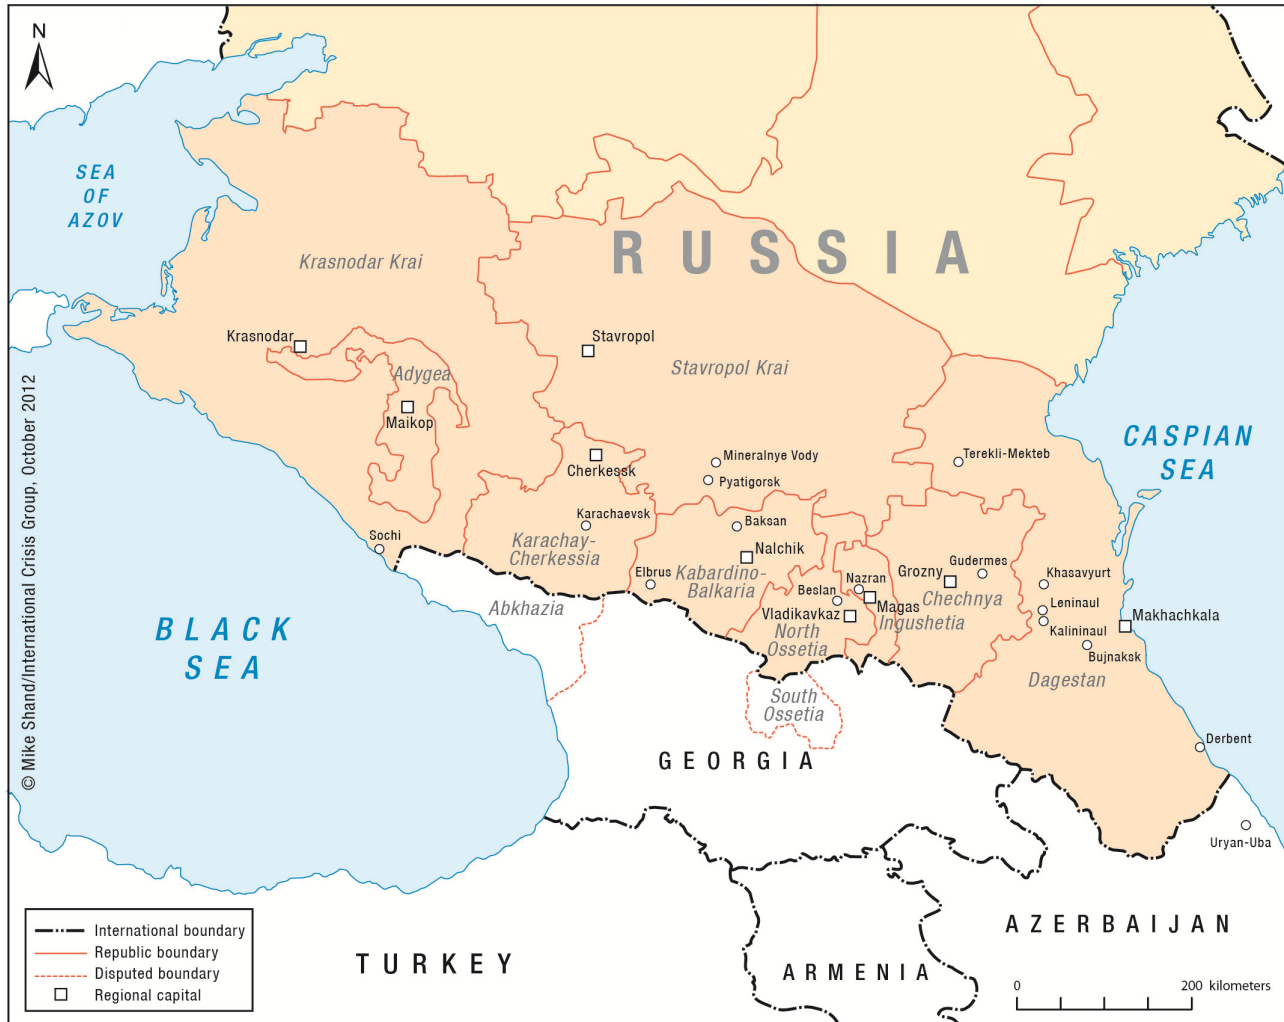 N
SEA
OF
AZOV
RUSSIA
Krasnodar Krai
Krasnodar
Stavropol
Stavropol Krai
Adygea
Maikop
CASPIAN
SEA
Cherkessk
Mineralnye Vody
Pyatigorsk
Terekli-Mekteb
Karachaevsk
Karachay-
Cherkessia
Baksan
Nalchik
Sochi
Elbrus
Kabardino-
Balkaria
Nazran
Beslan
Magas
Ingushetia
Vladikavkaz
North
Ossetia
Grozny
Gudermes
Chechnya
Khasavyurt
Leninaul
Kalininaul
Makhachkala
Bujnaksk
Dagestan
Abkhazia
BLACK
SEA
South
Ossetia
GEORGIA
Derbent
Uryan-Uba
TURKEY
ARMENIA
AZERBAIJAN
© Mike Shand/International Crisis Group, October 2012
International boundary
Republic boundary
Disputed boundary
Regional capital
0 200 kilometers